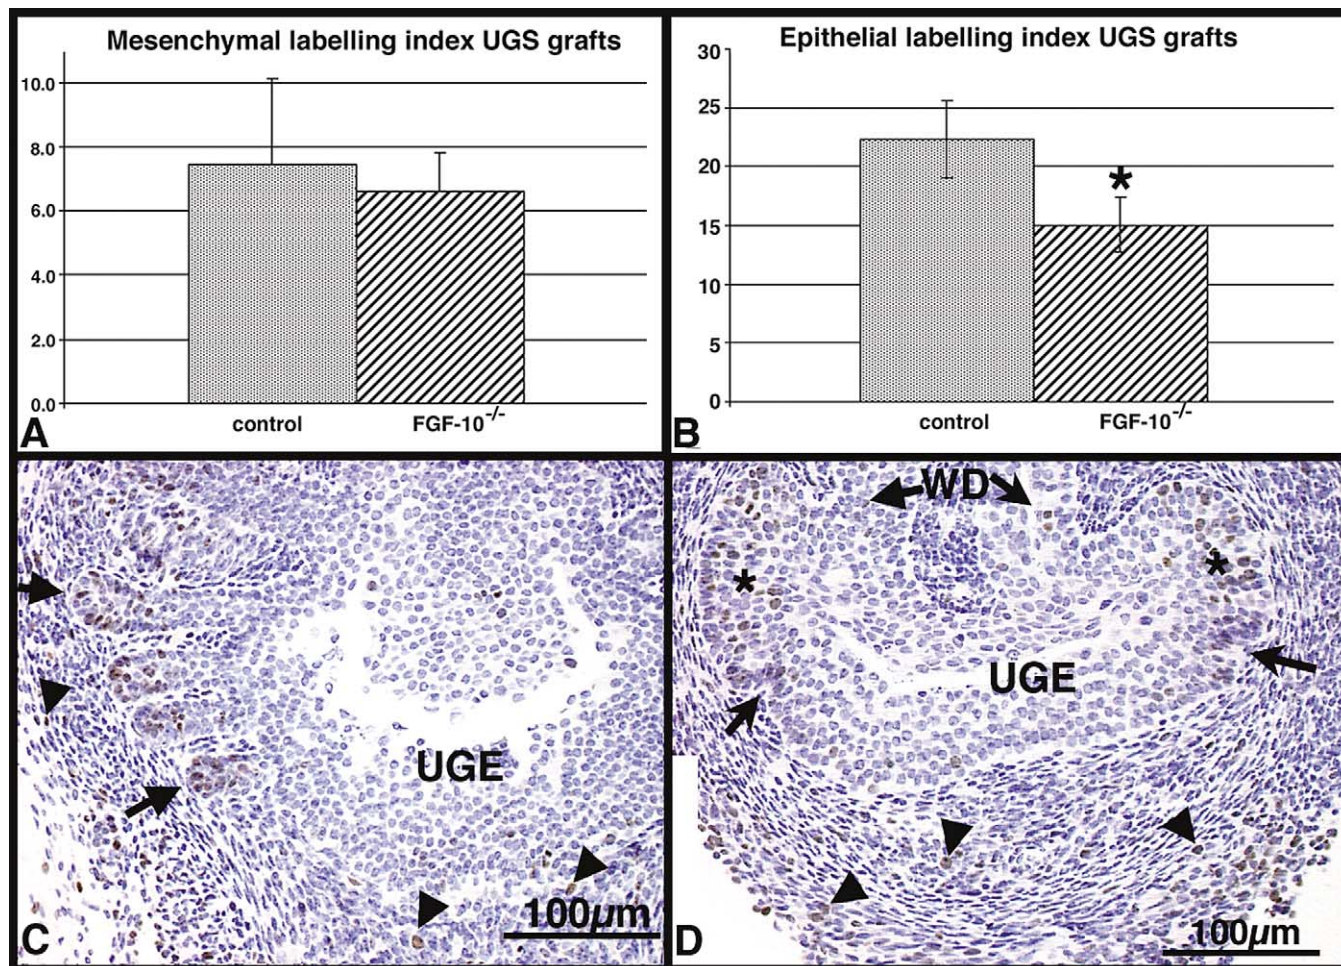 Mesenchymal labelling index UGS grafts
10.0
8.0
6.0
4.0
2.0
0.0
control FGF-10-/-
A
Epithelial labelling index UGS grafts
30
25
20
15
10
5
0
*
control FGF-10-/-
B
UGE
100µm
C
WD
* *
UGE
100µm
D